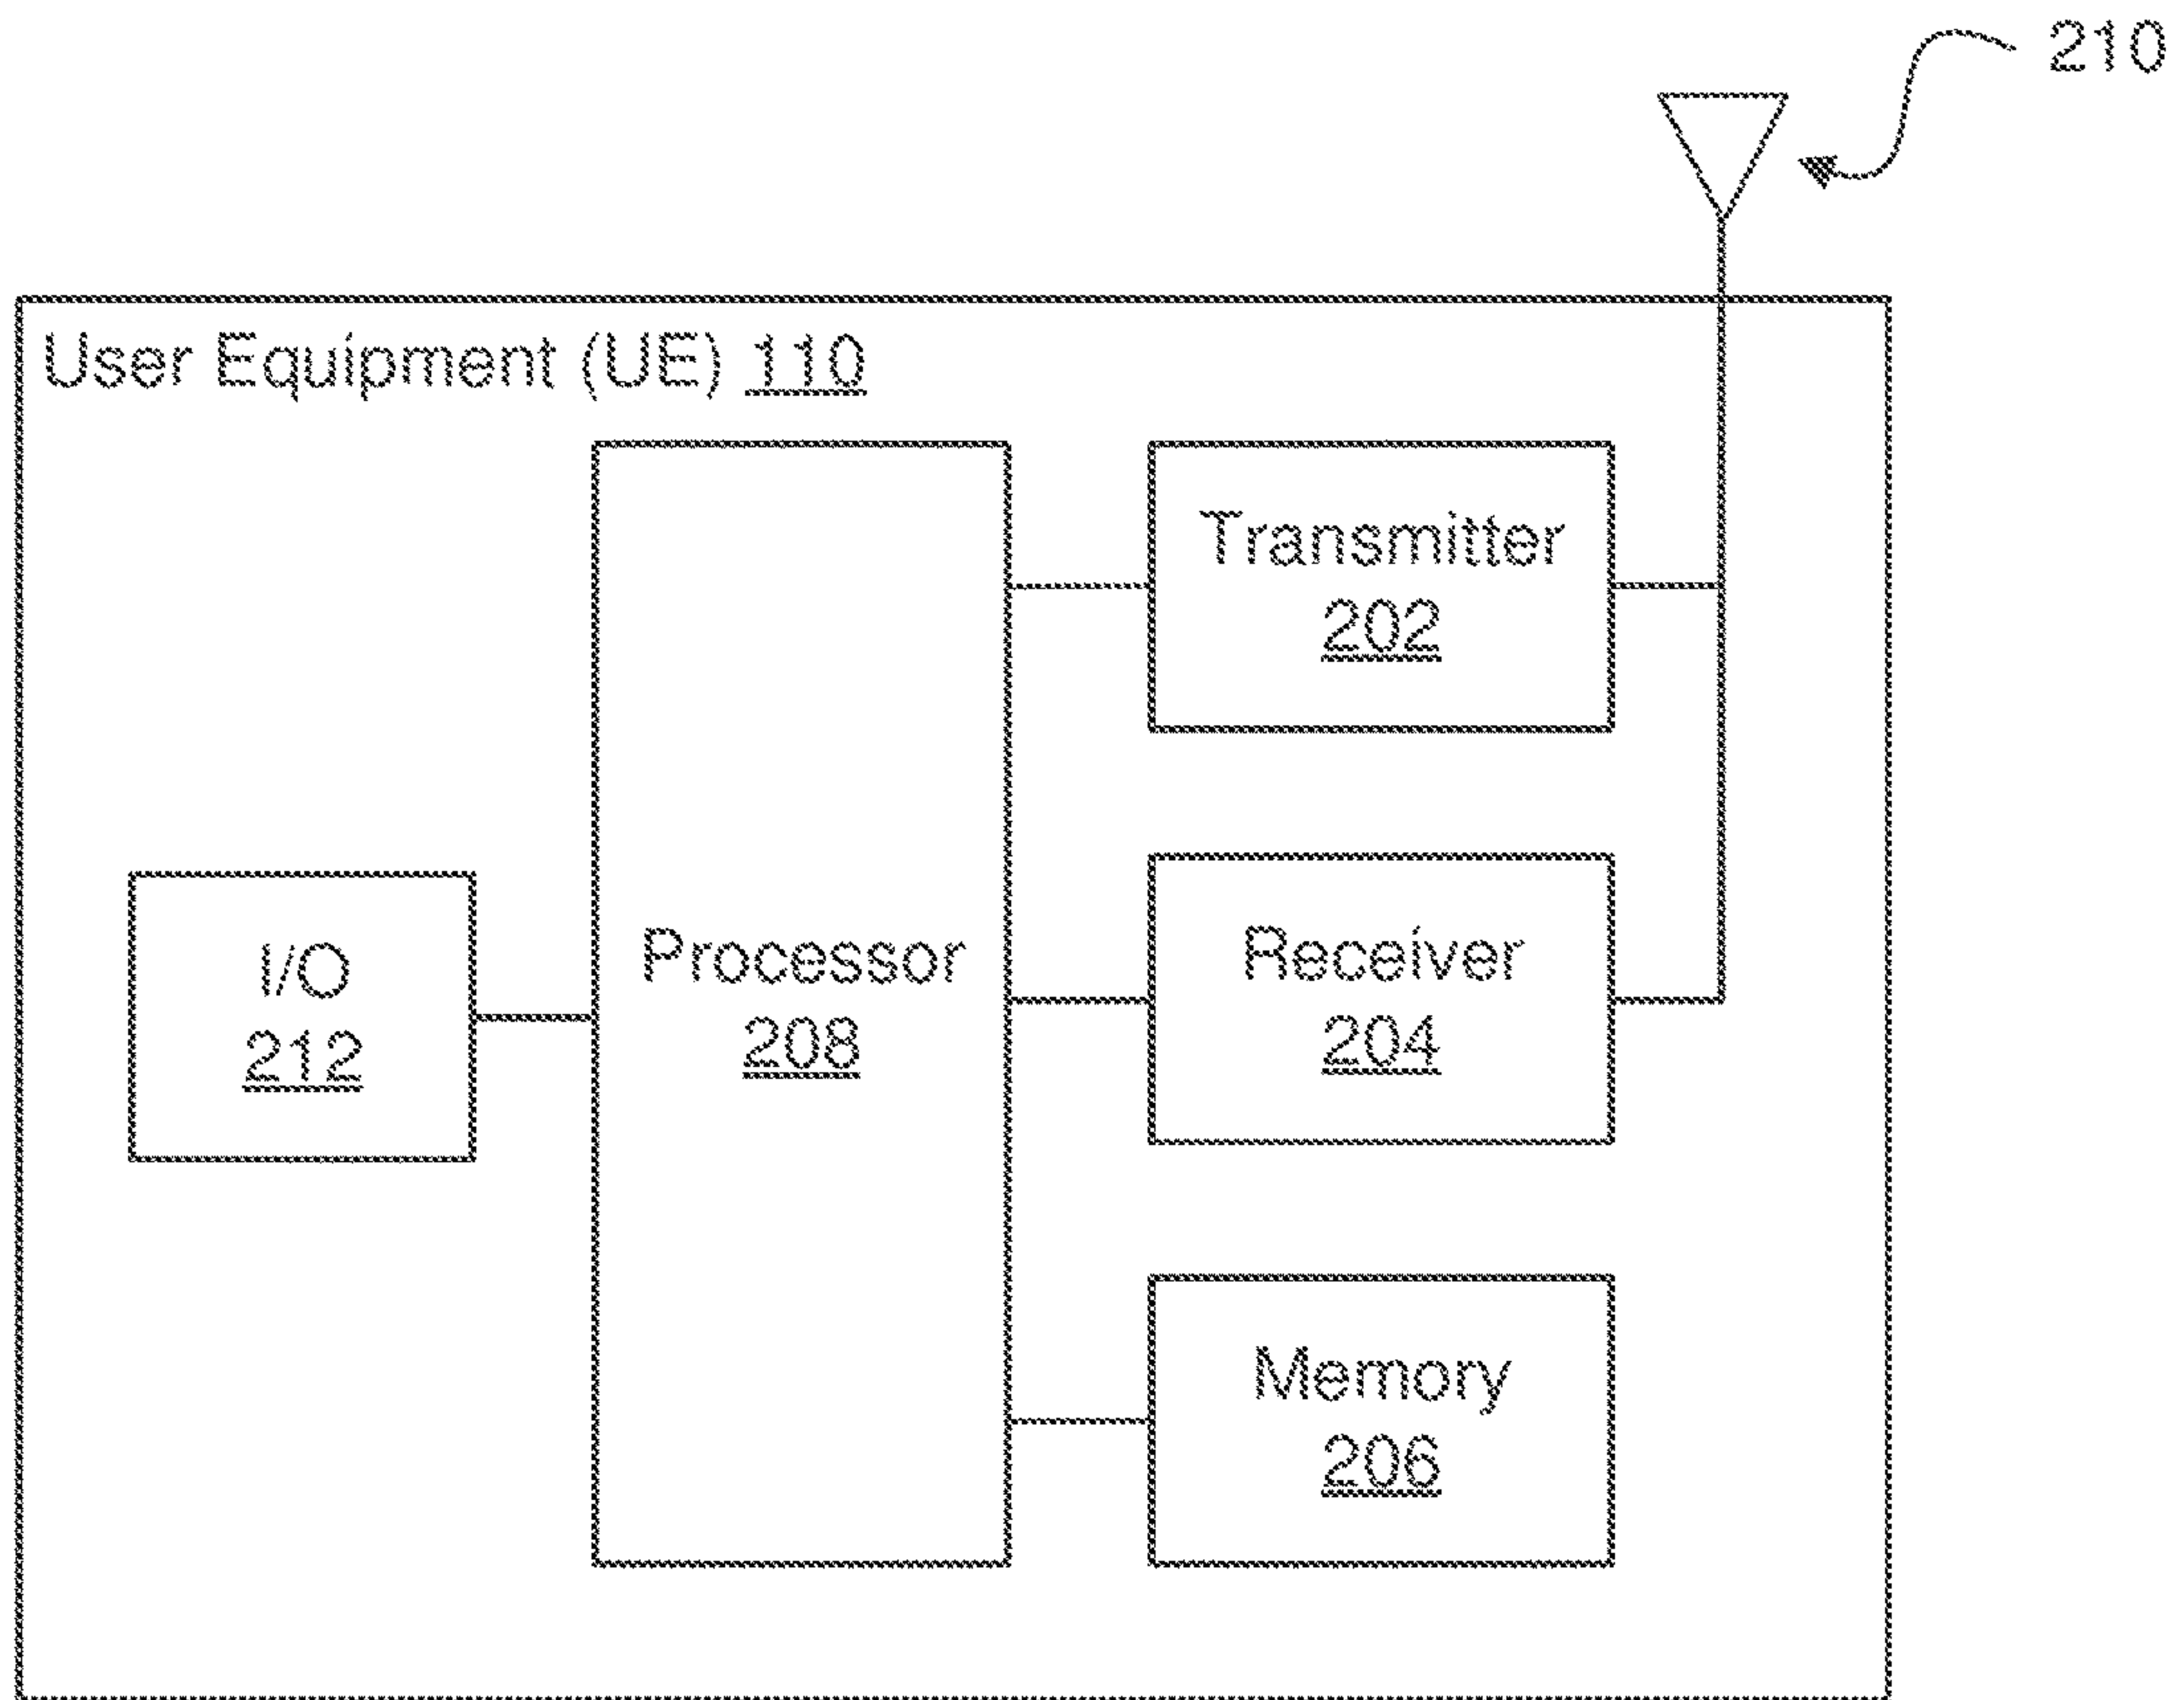 210
User Equipment (UE) 110
Transmitter
202
I/O
212
Processor
208
Receiver
204
Memory
206